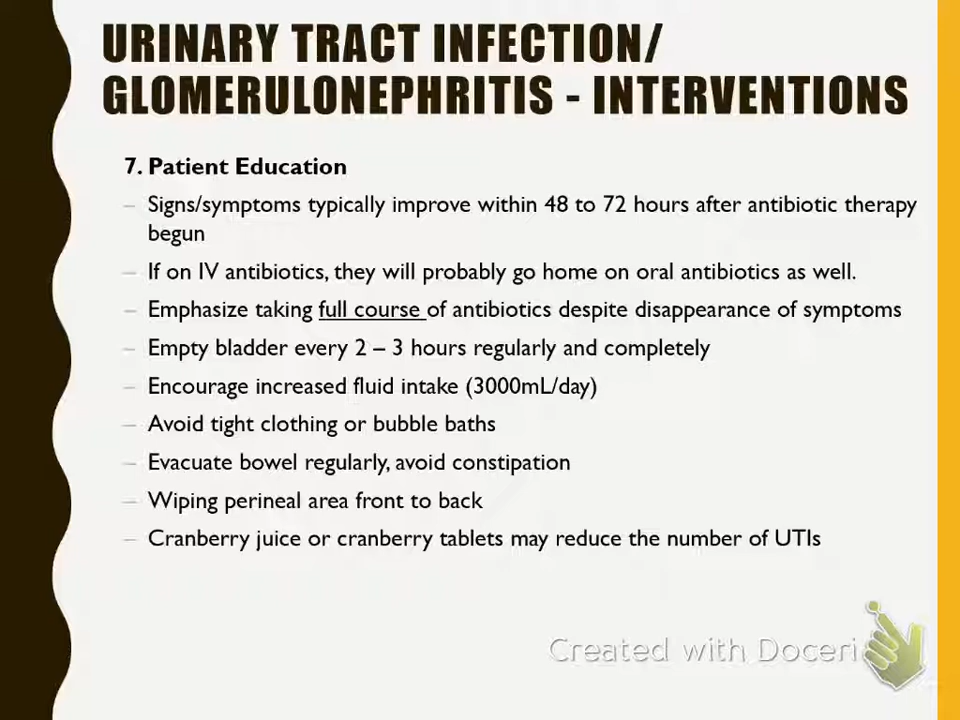 URINARY TRACT INFECTION/
GLOMERULONEPHRITIS - INTERVENTIONS
7. Patient Education
– Signs/symptoms typically improve within 48 to 72 hours after antibiotic therapy
begun
– If on IV antibiotics, they will probably go home on oral antibiotics as well.
– Emphasize taking full course of antibiotics despite disappearance of symptoms
– Empty bladder every 2 – 3 hours regularly and completely
– Encourage increased fluid intake (3000mL/day)
– Avoid tight clothing or bubble baths
– Evacuate bowel regularly, avoid constipation
– Wiping perineal area front to back
– Cranberry juice or cranberry tablets may reduce the number of UTIs
Created with Doceri